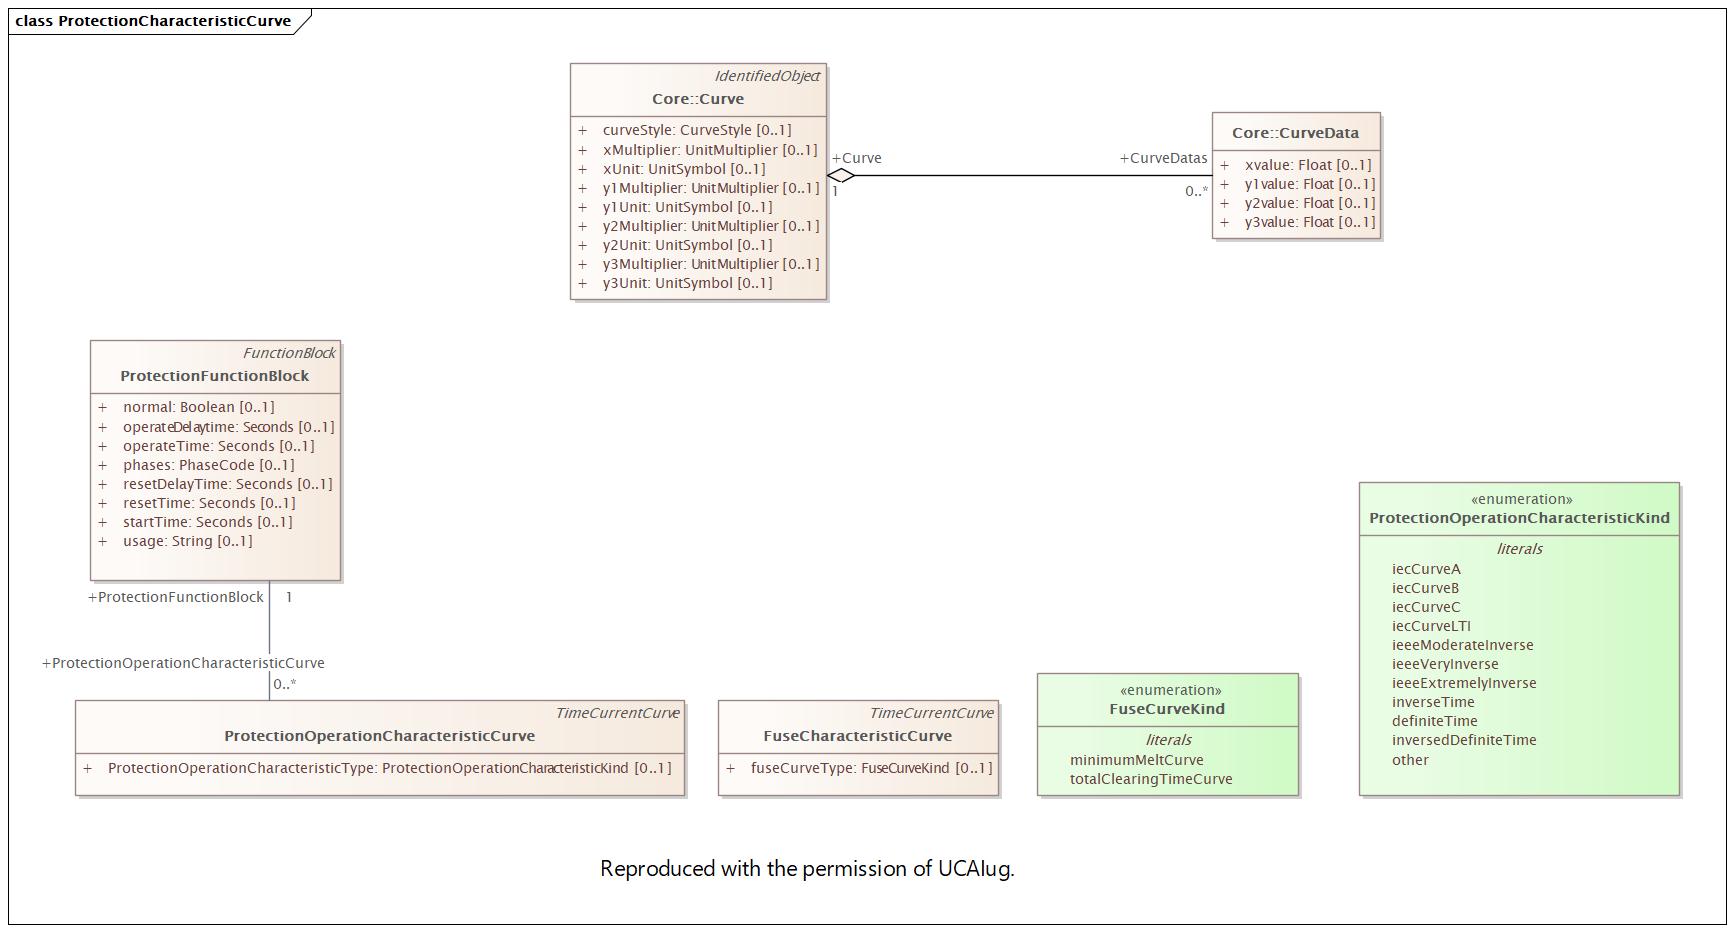 class ProtectionCharacteristicCurve
IdentifiedObject
Core::Curve
+ curveStyle: CurveStyle [0..1]
+ xMultiplier: UnitMultiplier [0..1]
+ xUnit: UnitSymbol [0..1]
+ y1Multiplier: UnitMultiplier [0..1]
+ y1Unit: UnitSymbol [0..1]
+ y2Multiplier: UnitMultiplier [0..1]
+ y2Unit: UnitSymbol [0..1]
+ y3Multiplier: UnitMultiplier [0..1]
+ y3Unit: UnitSymbol [0..1]
+Curve
1
+CurveDatas
0..*
Core::CurveData
+ xvalue: Float [0..1]
+ y1value: Float [0..1]
+ y2value: Float [0..1]
+ y3value: Float [0..1]
FunctionBlock
ProtectionFunctionBlock
+ normal: Boolean [0..1]
+ operateDelaytime: Seconds [0..1]
+ operateTime: Seconds [0..1]
+ phases: PhaseCode [0..1]
+ resetDelayTime: Seconds [0..1]
+ resetTime: Seconds [0..1]
+ startTime: Seconds [0..1]
+ usage: String [0..1]
+ProtectionFunctionBlock 1
+ProtectionOperationCharacteristicCurve
0..*
TimeCurrentCurve
ProtectionOperationCharacteristicCurve
+ ProtectionOperationCharacteristicType: ProtectionOperationCharacteristicKind [0..1]
TimeCurrentCurve
FuseCharacteristicCurve
+ fuseCurveType: FuseCurveKind [0..1]
«enumeration»
FuseCurveKind
literals
minimumMeltCurve
totalClearingTimeCurve
«enumeration»
ProtectionOperationCharacteristicKind
literals
iecCurveA
iecCurveB
iecCurveC
iecCurveLTI
ieeeModerateInverse
ieeeVeryInverse
ieeeExtremelyInverse
inverseTime
definiteTime
inversedDefiniteTime
other
Reproduced with the permission of UCAIug.